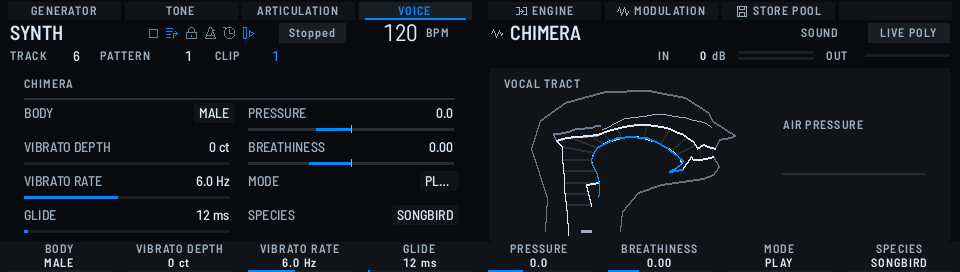 GENERATOR TONE ARTICULATION VOICE ENGINE MODULATION STORE POOL
SYNTH Stopped 120 BPM CHIMERA SOUND LIVE POLY
TRACK 6 PATTERN 1 CLIP 1 IN 0 dB OUT
CHIMERA
BODY MALE PRESSURE 0.0
VIBRATO DEPTH 0 ct BREATHINESS 0.00
VIBRATO RATE 6.0 Hz MODE PL...
GLIDE 12 ms SPECIES SONGBIRD
VOCAL TRACT
AIR PRESSURE
BODY VIBRATO DEPTH VIBRATO RATE GLIDE PRESSURE BREATHINESS MODE SPECIES
MALE 0 ct 6.0 Hz 12 ms 0.0 0.00 PLAY SONGBIRD